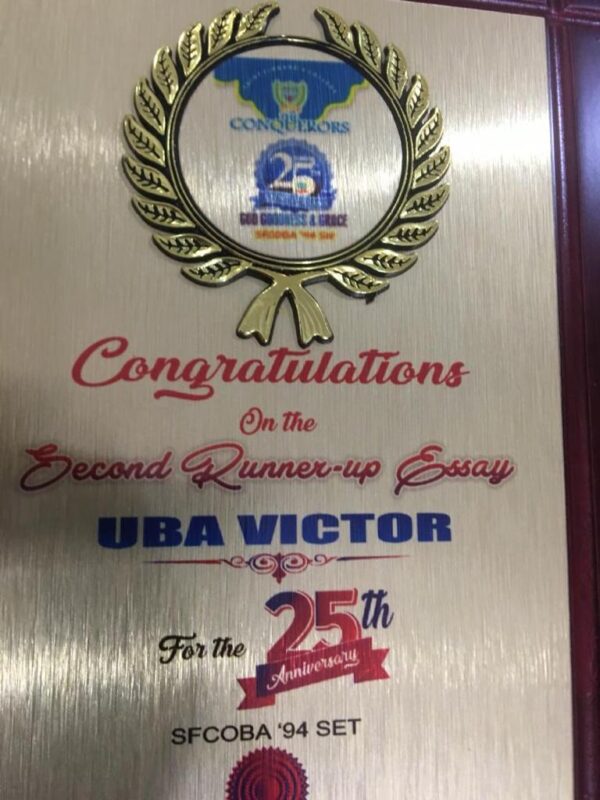 CONQUERORS
25
GOD GOODNESS & GRACE
SFCOBA '94 Set
Congratulations
On the
Second Runner-up Essay
UBA VICTOR
For the 25th
Anniversary
SFCOBA '94 SET